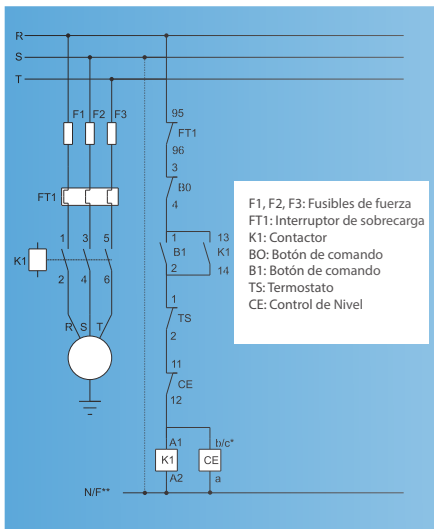 R
S
T
F1 F2 F3
FT1
95
FT1
96
3
B0
4
1 3 5
K1
2 4 6
R S T
1
B1
2
13
K1
14
1
TS
2
11
CE
12
A1
K1
A2
b/c*
CE
a
N/F**
F1, F2, F3: Fusibles de fuerza
FT1: Interruptor de sobrecarga
K1: Contactor
BO: Botón de comando
B1: Botón de comando
TS: Termostato
CE: Control de Nivel